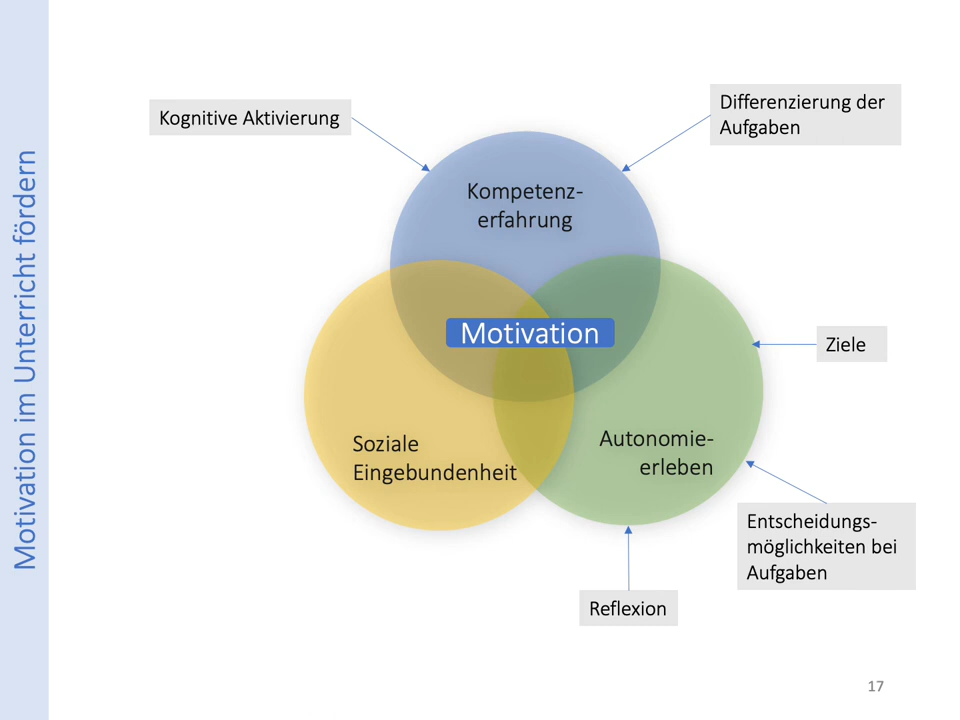 Motivation im Unterricht fördern
Kognitive Aktivierung
Differenzierung der
Aufgaben
Kompetenz-
erfahrung
Motivation
Ziele
Soziale
Eingebundenheit
Autonomie-
erleben
Entscheidungs-
möglichkeiten bei
Aufgaben
Reflexion
17